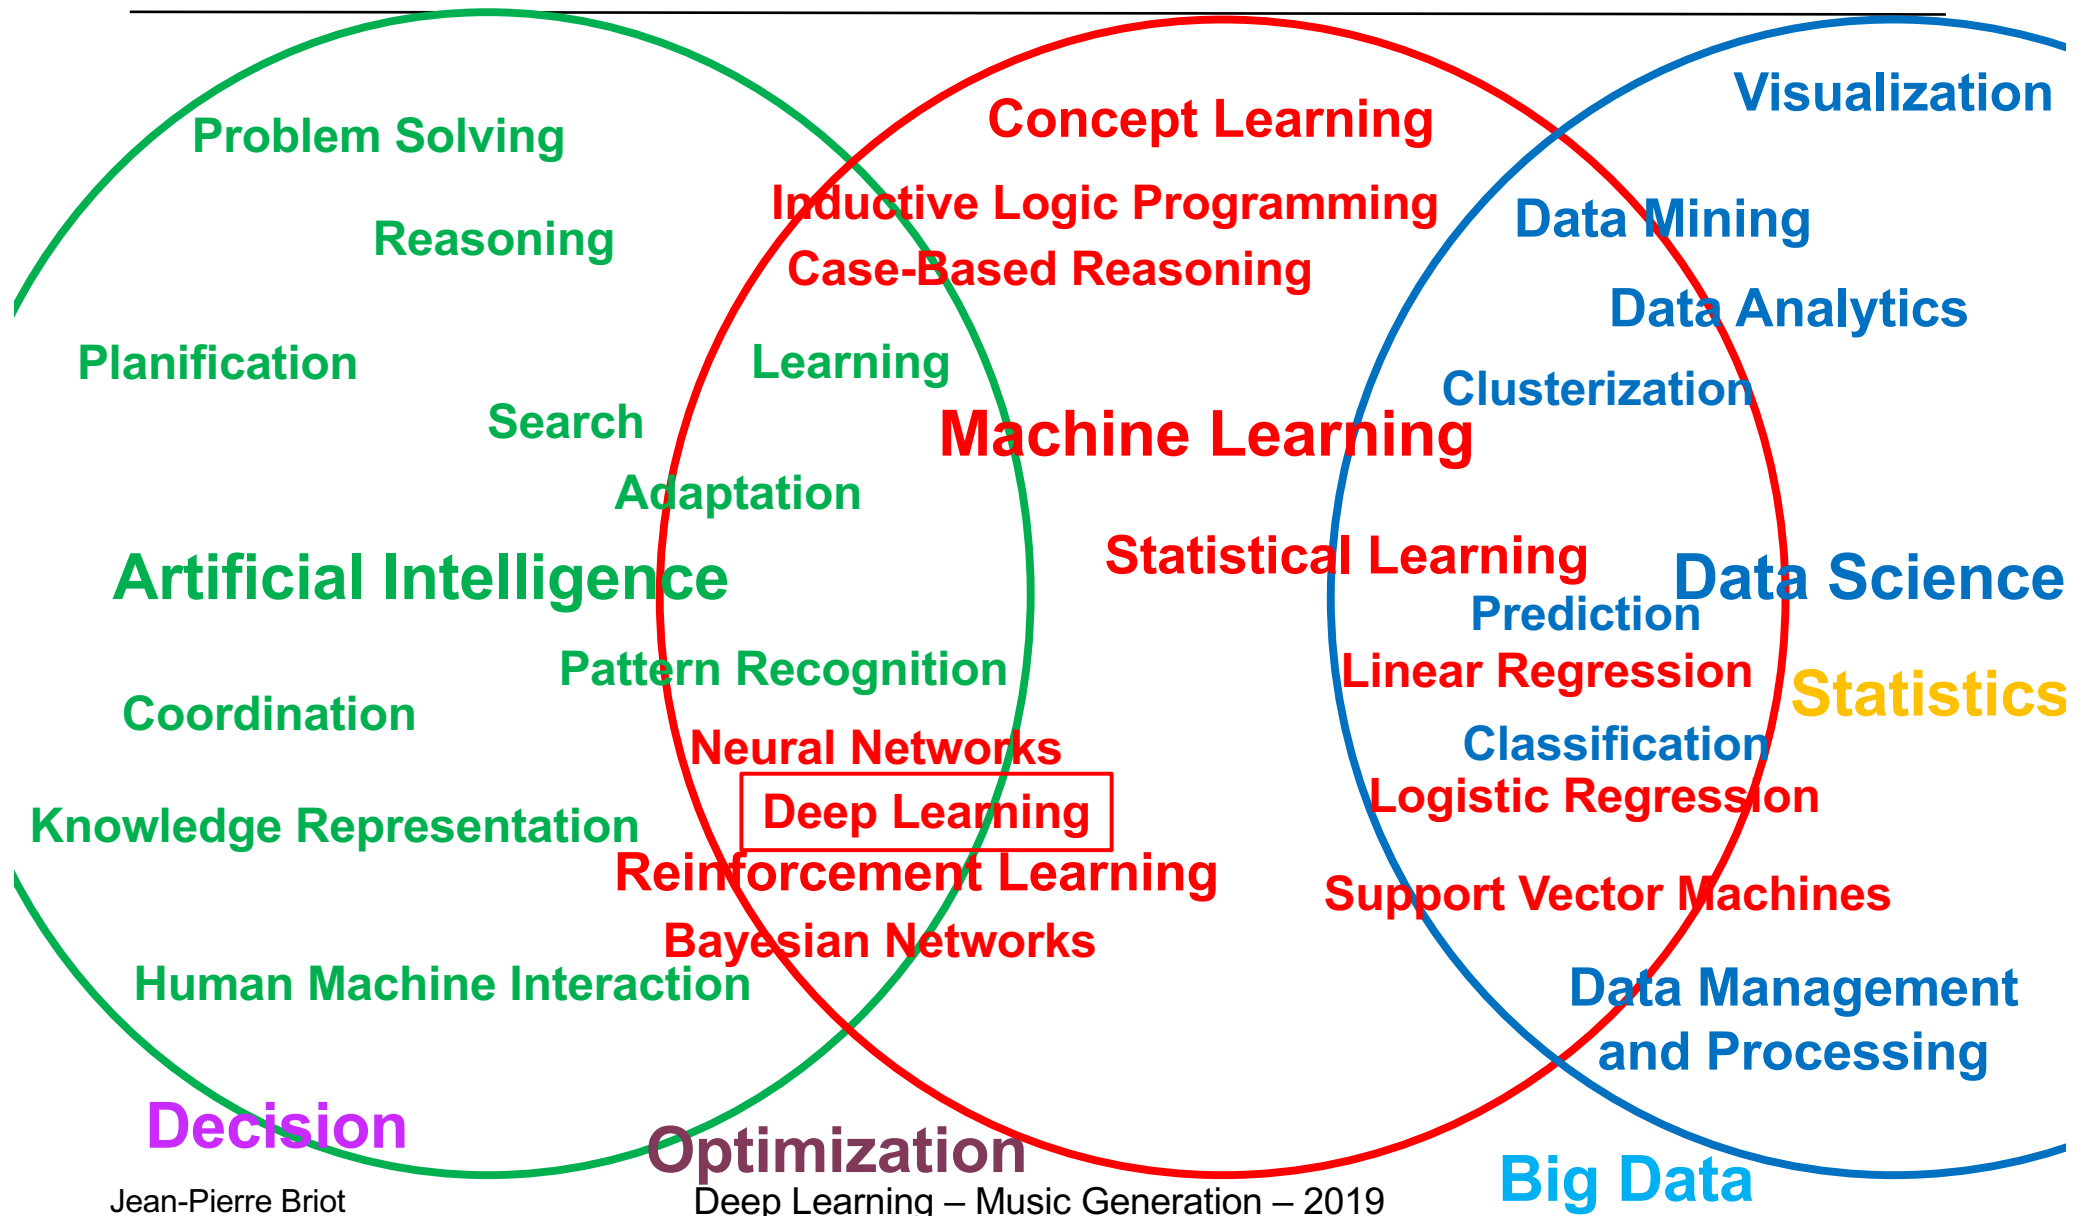 Visualization
Concept Learning
Problem Solving
Inductive Logic Programming
Data Mining
Reasoning
Case-Based Reasoning
Data Analytics
Planification
Learning
Clusterization
Search
Machine Learning
Adaptation
Statistical Learning
Artificial Intelligence
Data Science
Prediction
Pattern Recognition
Linear Regression
Statistics
Coordination
Neural Networks
Classification
Deep Learning
Logistic Regression
Knowledge Representation
Reinforcement Learning
Support Vector Machines
Bayesian Networks
Human Machine Interaction
Data Management
and Processing
Decision
Optimization
Big Data
Jean-Pierre Briot
Deep Learning – Music Generation – 2019